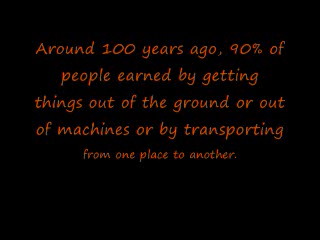 Around 100 years ago, 90% of
people earned by getting
things out of the ground or out
of machines or by transporting
from one place to another.